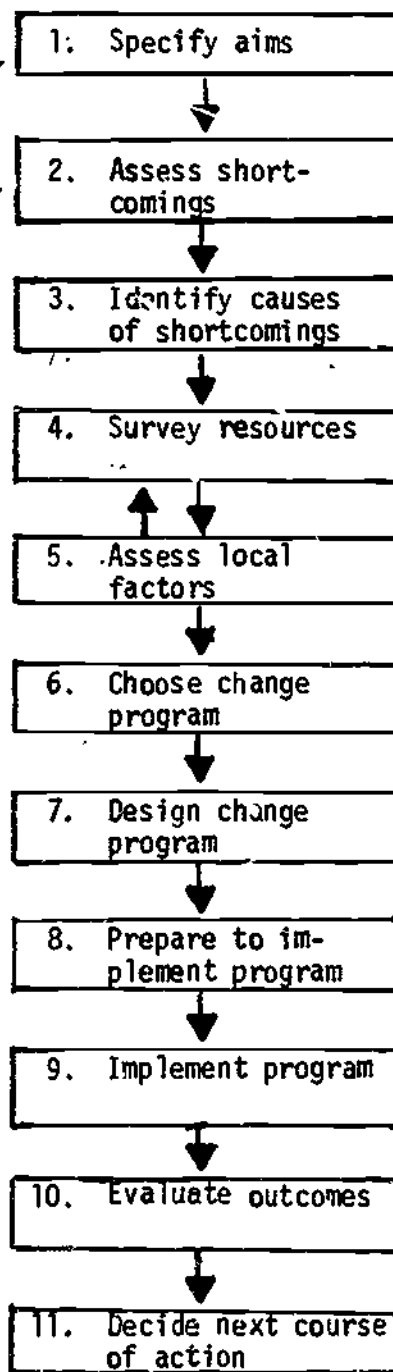 1. Specify aims
2. Assess short-
comings
3. Identify causes
of shortcomings
4. Survey resources
5. Assess local
factors
6. Choose change
program
7. Design change
program
8. Prepare to im-
plement program
9. Implement program
10. Evaluate outcomes
11. Decide next course
of action